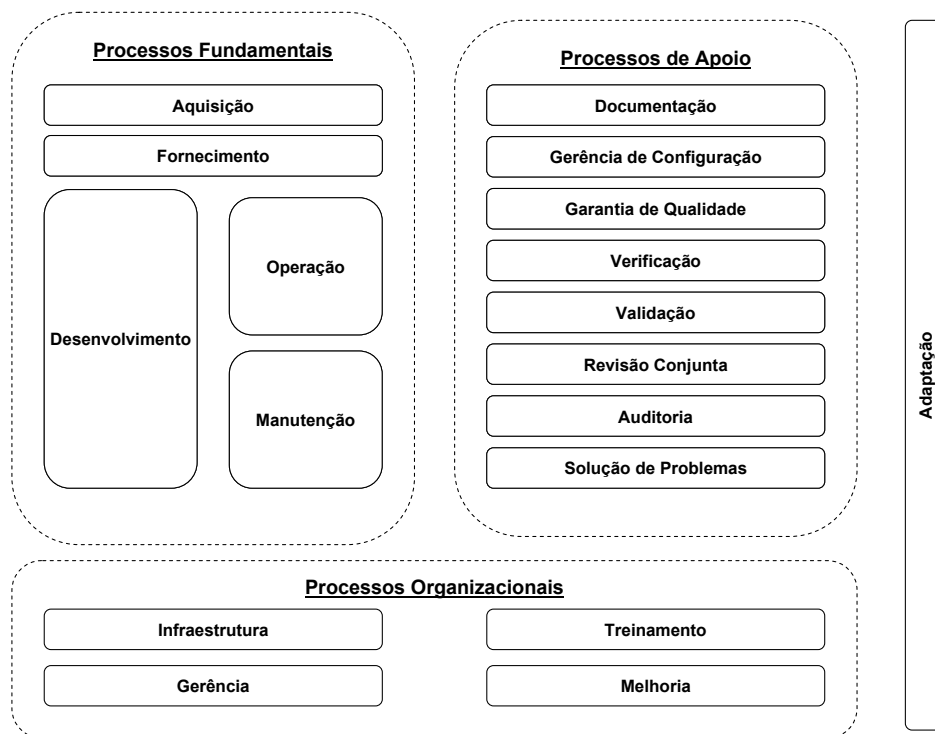 Processos Fundamentais
Aquisição
Fornecimento
Desenvolvimento
Operação
Manutenção
Processos de Apoio
Documentação
Gerência de Configuração
Garantia de Qualidade
Verificação
Validação
Revisão Conjunta
Auditoria
Solução de Problemas
Processos Organizacionais
Infraestrutura
Treinamento
Gerência
Melhoria
Adaptação